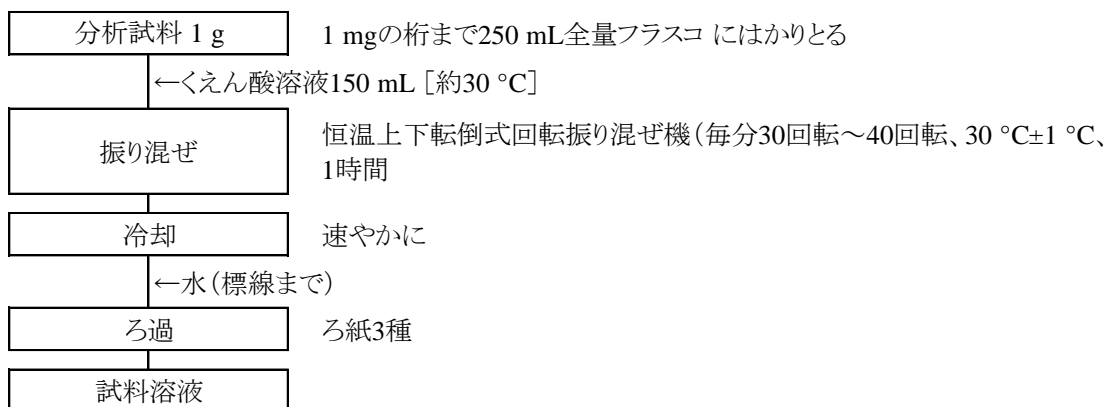 分析試料 1 g 1 mgの桁まで250 mL全量フラスコ にはかりとる
←くえん酸溶液150 mL [約30 °C]
振り混ぜ 恒温上下転倒式回転振り混ぜ機(毎分30回転～40回転、30 °C±1 °C、
1時間
冷却 速やかに
←水(標線まで)
ろ過 ろ紙3種
試料溶液